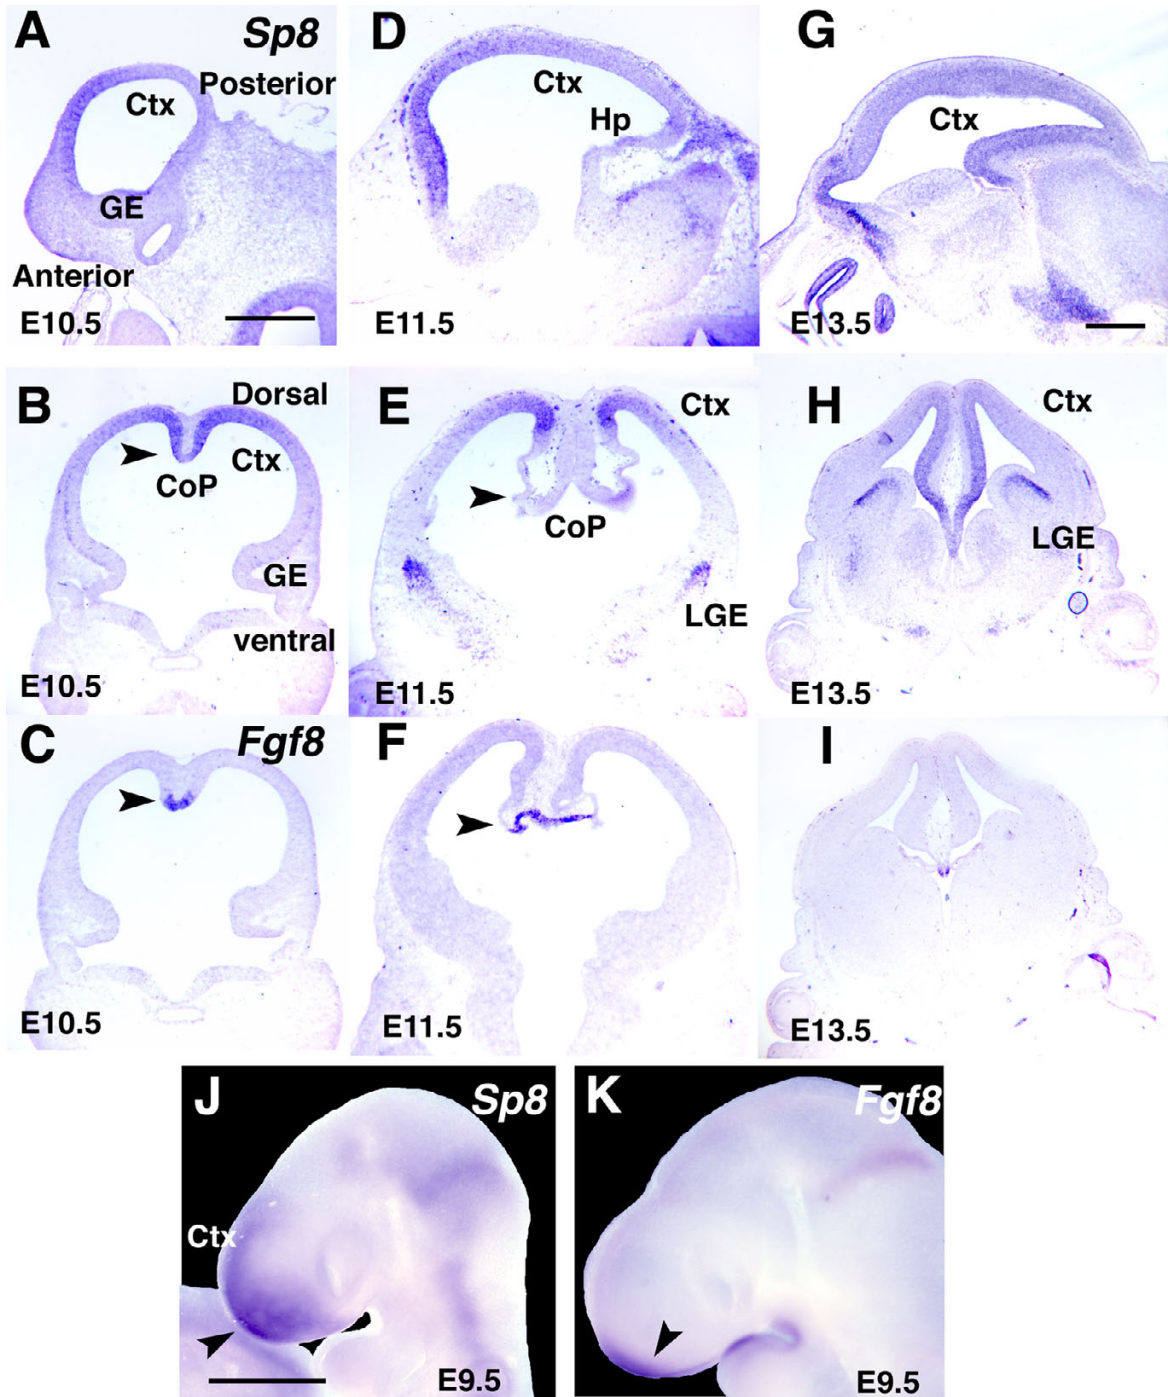 A
Sp8
Posterior
Ctx
GE
Anterior
E10.5
D
Ctx
Hp
E11.5
G
Ctx
E13.5
B
Dorsal
Ctx
CoP
GE
ventral
E10.5
E
Ctx
CoP
LGE
E11.5
H
Ctx
LGE
E13.5
C
Fgf8
E10.5
F
E11.5
I
E13.5
J
Sp8
Ctx
E9.5
K
Fgf8
E9.5